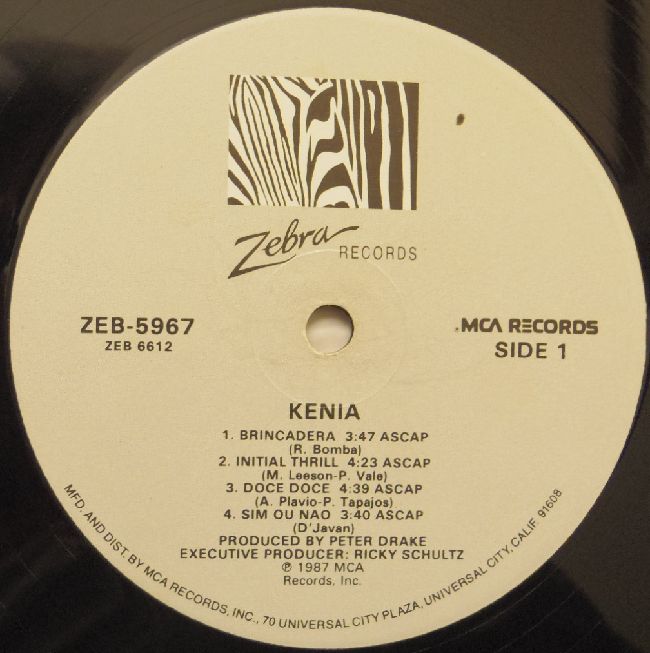 Zebra RECORDS
ZEB-5967
ZEB 6612
MCA RECORDS
SIDE 1
KENIA
1. BRINCADERA 3:47 ASCAP
(R. Bomba)
2. INITIAL THRILL 4:23 ASCAP
(M. Leeson-P. Vale)
3. DOCE DOCE 4:39 ASCAP
(A. Plavio-P. Tapajos)
4. SIM OU NAO 3:40 ASCAP
(D'Javan)
PRODUCED BY PETER DRAKE
EXECUTIVE PRODUCER: RICKY SCHULTZ
℗ 1987 MCA
Records, Inc.
MFD. AND DIST. BY MCA RECORDS, INC., 70 UNIVERSAL CITY PLAZA, UNIVERSAL CITY, CALIF. 91608